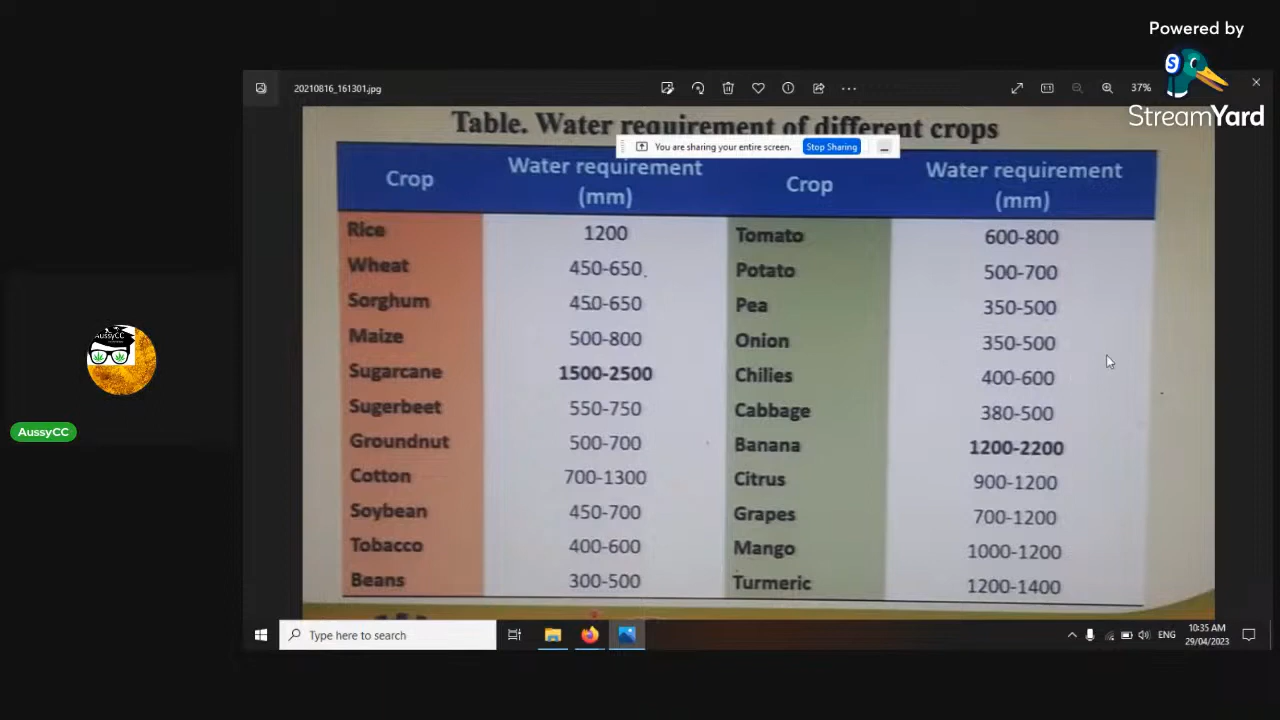 Powered by
StreamYard
20210816_161301.jpg
37%
Table. Water requirement of different crops
You are sharing your entire screen. Stop Sharing
Crop Water requirement (mm) Crop Water requirement (mm)
Rice 1200 Tomato 600-800
Wheat 450-650 Potato 500-700
Sorghum 450-650 Pea 350-500
Maize 500-800 Onion 350-500
Sugarcane 1500-2500 Chilies 400-600
Sugerbeet 550-750 Cabbage 380-500
Groundnut 500-700 Banana 1200-2200
Cotton 700-1300 Citrus 900-1200
Soybean 450-700 Grapes 700-1200
Tobacco 400-600 Mango 1000-1200
Beans 300-500 Turmeric 1200-1400
AussyCC
AussyCC
Type here to search
ENG
10:35 AM
29/04/2023